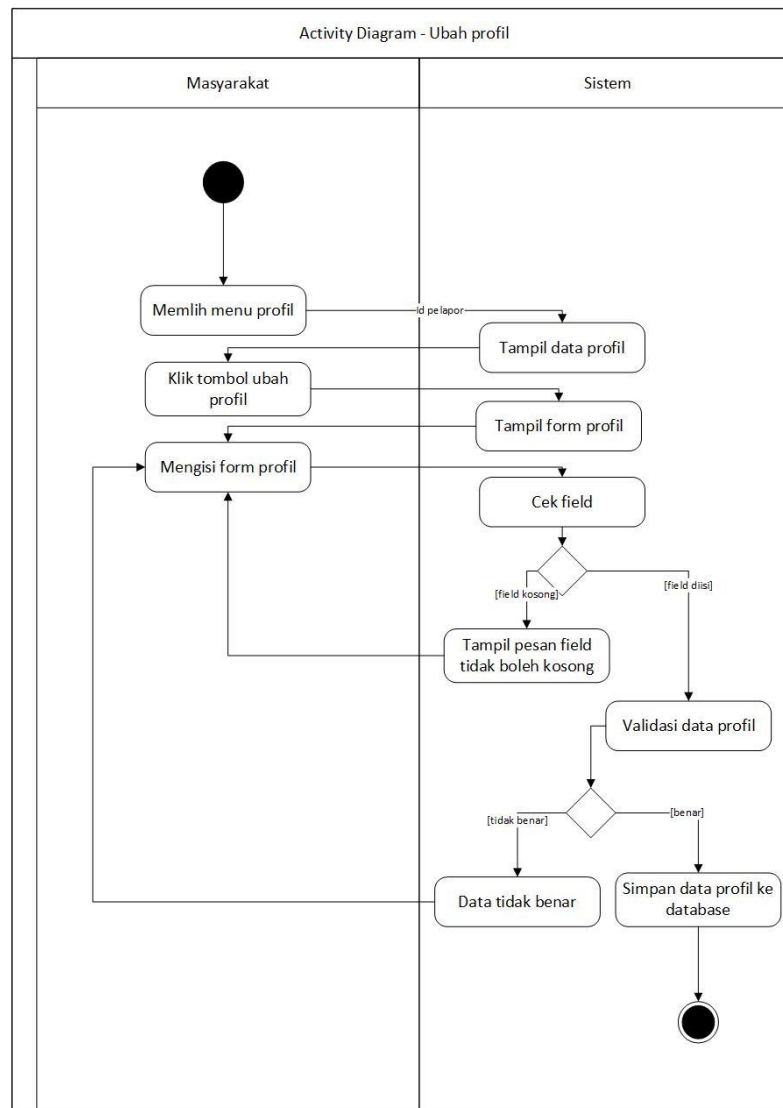 Activity Diagram - Ubah profil
Masyarakat
Sistem
Memlih menu profil
Id pelapor
Tampil data profil
Klik tombol ubah
profil
Tampil form profil
Mengisi form profil
Cek field
[field kosong]
[field diisi]
Tampil pesan field
tidak boleh kosong
Validasi data profil
[tidak benar]
[benar]
Data tidak benar
Simpan data profil ke
database